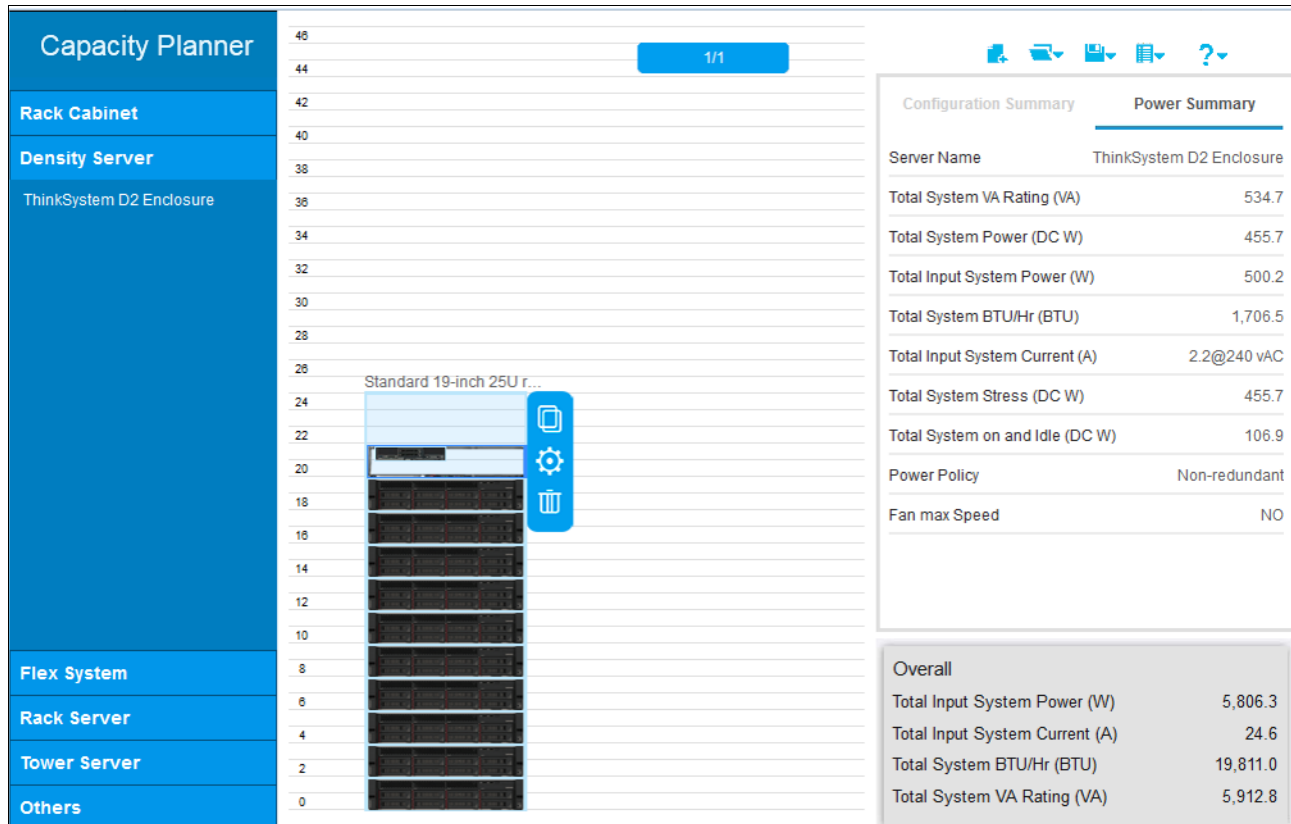 Capacity Planner
Rack Cabinet
Density Server
ThinkSystem D2 Enclosure
Flex System
Rack Server
Tower Server
Others
46
44
42
40
38
36
34
32
30
28
26
24
22
20
18
16
14
12
10
8
6
4
2
0
1/1
Standard 19-inch 25U r...
?
Configuration Summary Power Summary
Server Name ThinkSystem D2 Enclosure
Total System VA Rating (VA) 534.7
Total System Power (DC W) 455.7
Total Input System Power (W) 500.2
Total System BTU/Hr (BTU) 1,706.5
Total Input System Current (A) 2.2@240 vAC
Total System Stress (DC W) 455.7
Total System on and Idle (DC W) 106.9
Power Policy Non-redundant
Fan max Speed NO
Overall
Total Input System Power (W) 5,806.3
Total Input System Current (A) 24.6
Total System BTU/Hr (BTU) 19,811.0
Total System VA Rating (VA) 5,912.8